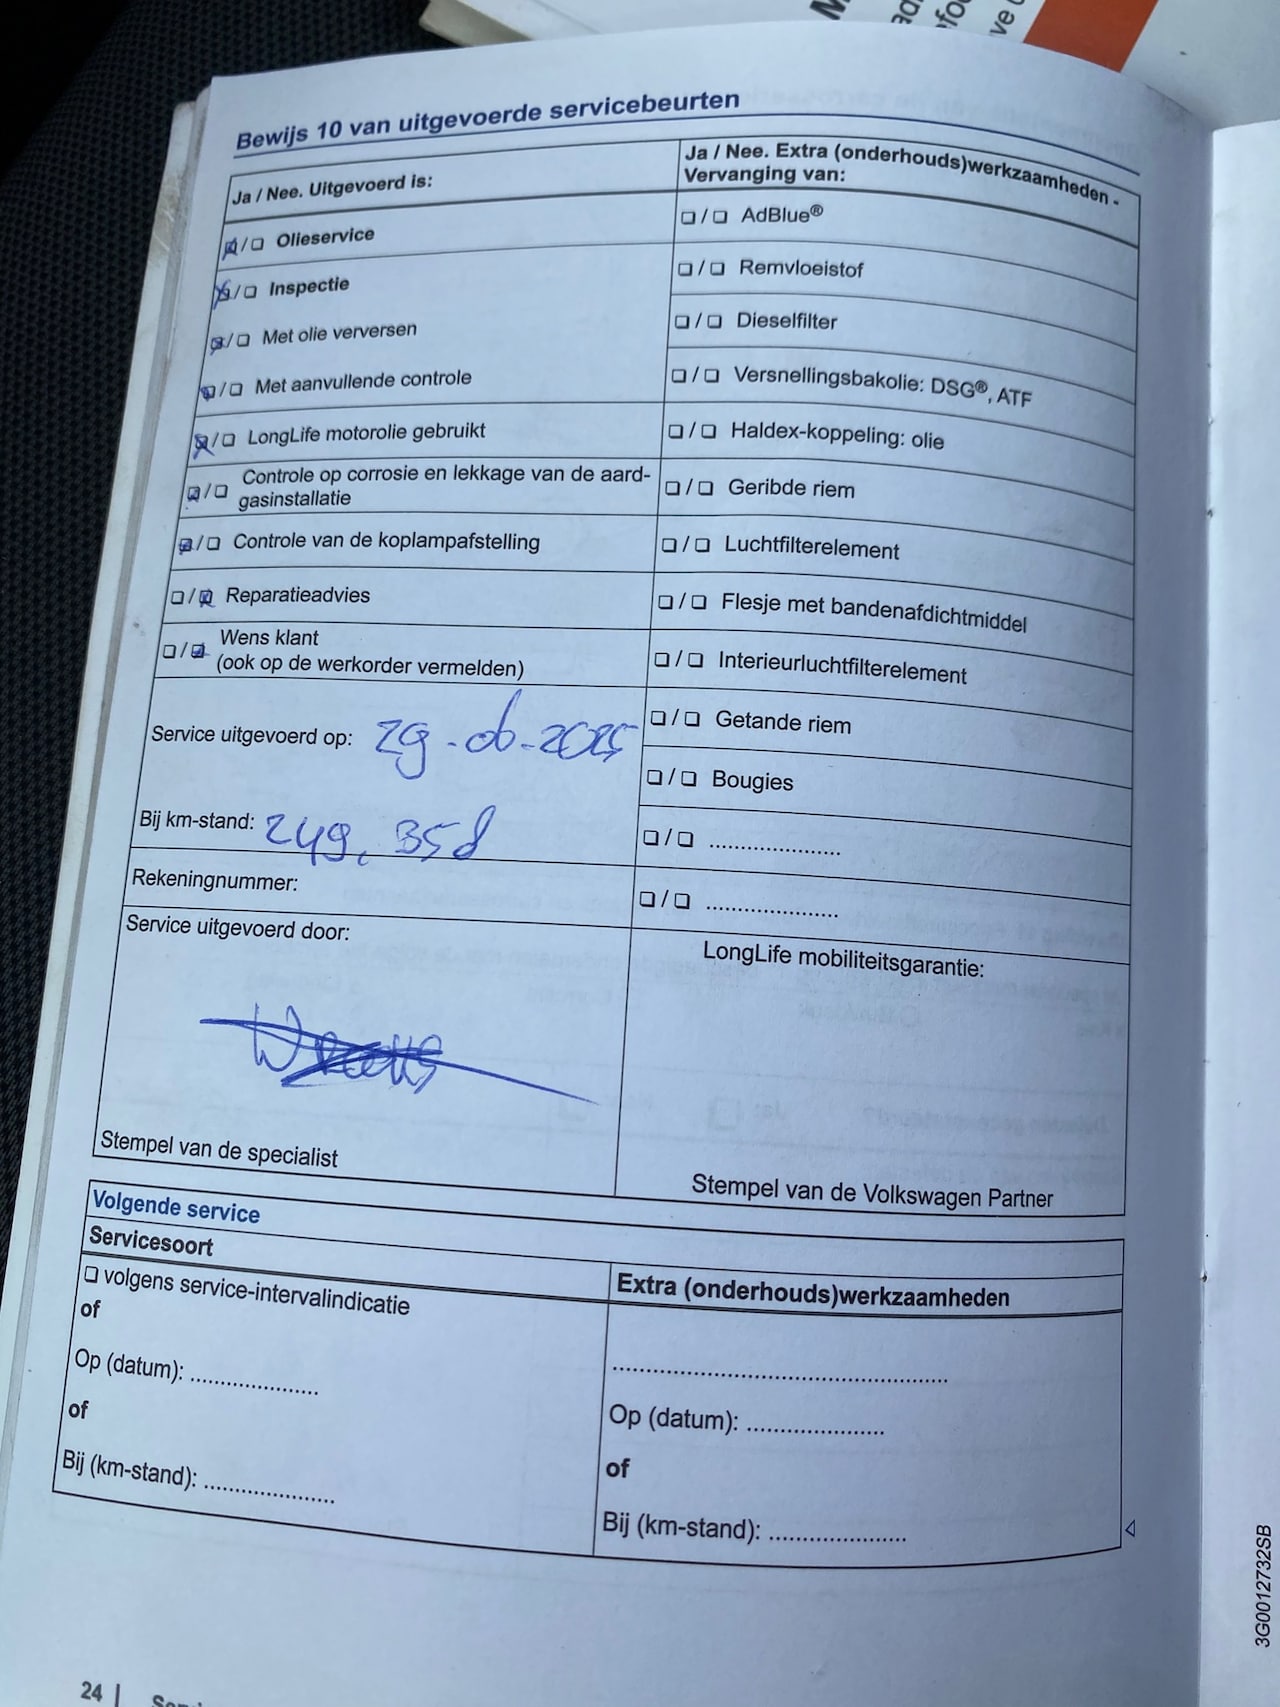 Bewijs 10 van uitgevoerde servicebeurten
Ja / Nee. Uitgevoerd is:
Olieservice
Inspectie
Met olie verversen
Met aanvullende controle
LongLife motorolie gebruikt
Controle op corrosie en lekkage van de aard-
gasinstallatie
Controle van de koplampafstelling
Reparatieadvies
Wens klant
(ook op de werkorder vermelden)
Service uitgevoerd op: 29-06-2025
Bij km-stand: 249.358
Rekeningnummer:
Service uitgevoerd door:
Stempel van de specialist
Ja / Nee. Extra (onderhouds)werkzaamheden -
Vervanging van:
AdBlue®
Remvloeistof
Dieselfilter
Versnellingsbakolie: DSG®, ATF
Haldex-koppeling: olie
Geribde riem
Luchtfilterelement
Flesje met bandenafdichtmiddel
Interieurluchtfilterelement
Getande riem
Bougies
LongLife mobiliteitsgarantie:
Stempel van de Volkswagen Partner
Volgende service
Servicesoort
volgens service-intervalindicatie
of
Op (datum): .....................
of
Bij (km-stand): .....................
Extra (onderhouds)werkzaamheden
Op (datum): .....................
of
Bij (km-stand): .....................
24 |
3G0012732SB